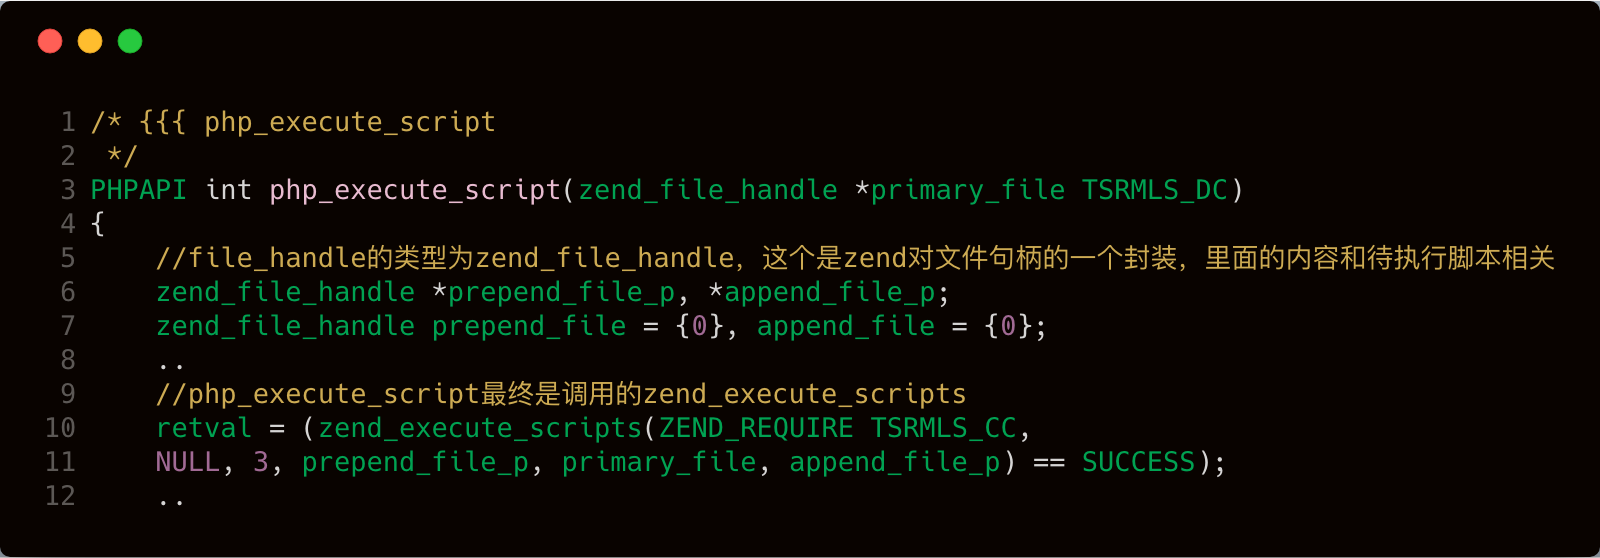 1 /* {{{ php_execute_script
2  */
3 PHPAPI int php_execute_script(zend_file_handle *primary_file TSRMLS_DC)
4 {
5     //file_handle的类型为zend_file_handle，这个是zend对文件句柄的一个封装，里面的内容和待执行脚本相关
6     zend_file_handle *prepend_file_p, *append_file_p;
7     zend_file_handle prepend_file = {0}, append_file = {0};
8     ..
9     //php_execute_script最终是调用的zend_execute_scripts
10     retval = (zend_execute_scripts(ZEND_REQUIRE TSRMLS_CC,
11     NULL, 3, prepend_file_p, primary_file, append_file_p) == SUCCESS);
12     ..